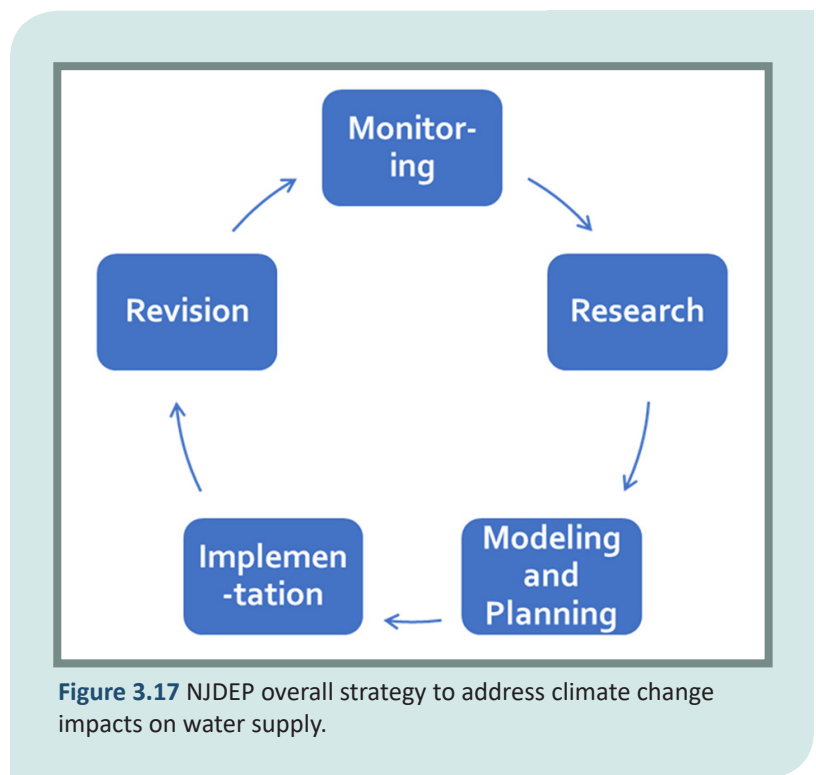 Monitor-
ing
Research
Modeling
and
Planning
Implemen
-tation
Revision
Figure 3.17 NJDEP overall strategy to address climate change
impacts on water supply.